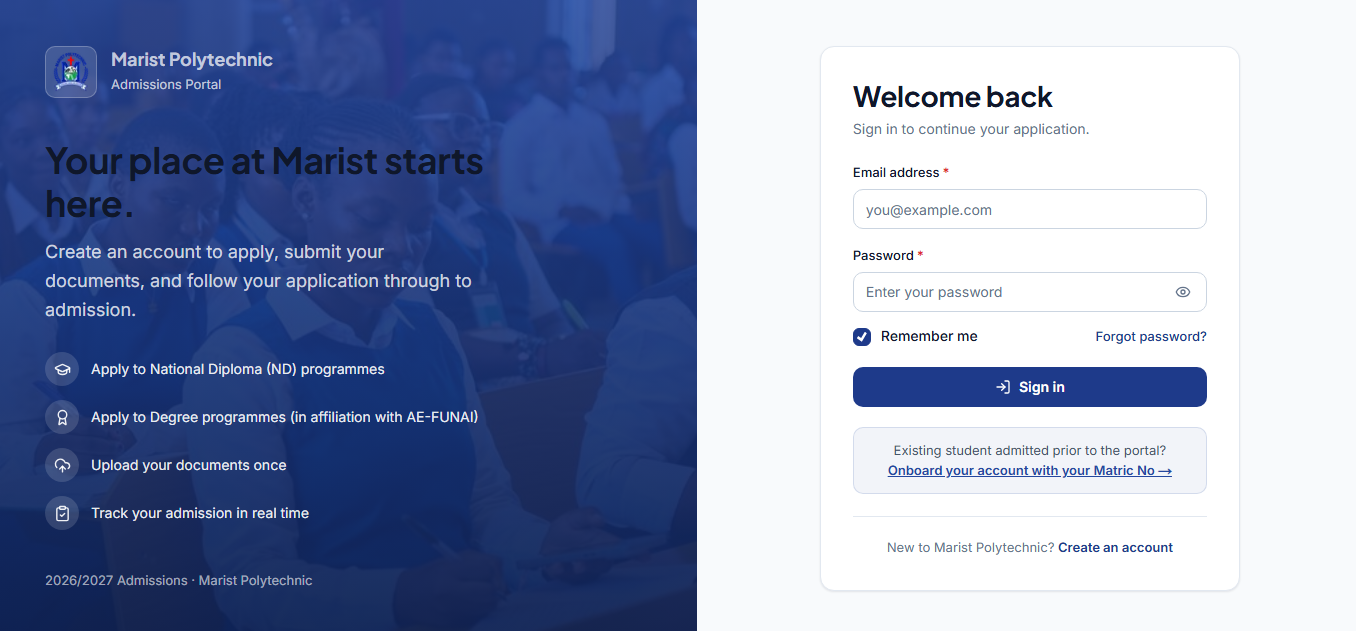 Marist Polytechnic
Admissions Portal
Your place at Marist starts
here.
Create an account to apply, submit your
documents, and follow your application through to
admission.
Apply to National Diploma (ND) programmes
Apply to Degree programmes (in affiliation with AE-FUNAI)
Upload your documents once
Track your admission in real time
2026/2027 Admissions · Marist Polytechnic
Welcome back
Sign in to continue your application.
Email address *
you@example.com
Password *
Enter your password
Remember me
Forgot password?
Sign in
Existing student admitted prior to the portal?
Onboard your account with your Matric No →
New to Marist Polytechnic? Create an account